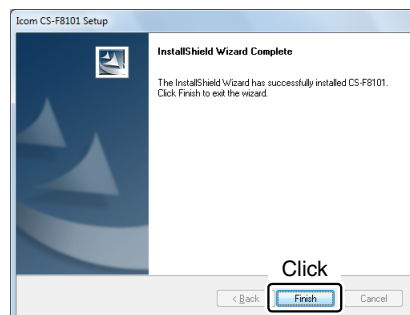 Icom CS-F8101 Setup
InstallShield Wizard Complete
The InstallShield Wizard has successfully installed CS-F8101.
Click Finish to exit the wizard.
Click
< Back
Finish
Cancel